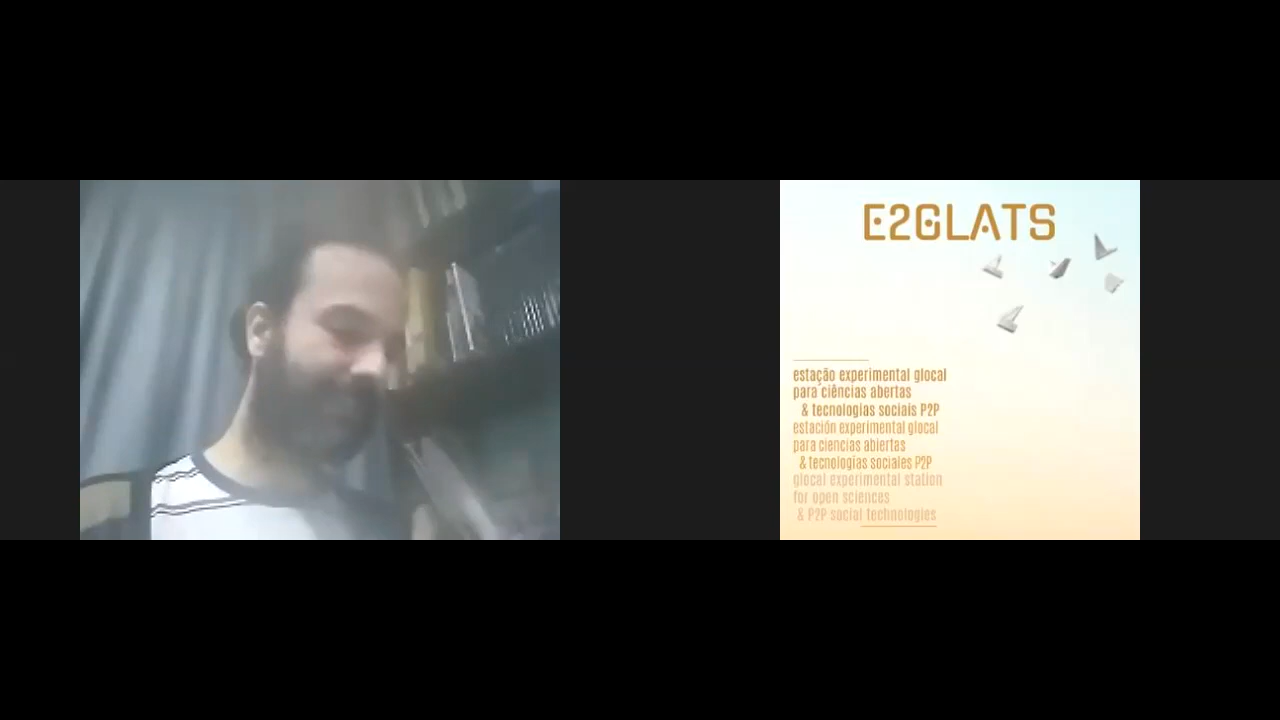 E2GLATS
estação experimental glocal
para ciências abertas
& tecnologias sociais P2P
estación experimental glocal
para ciencias abiertas
& tecnologías sociales P2P
glocal experimental station
for open sciences
& P2P social technologies